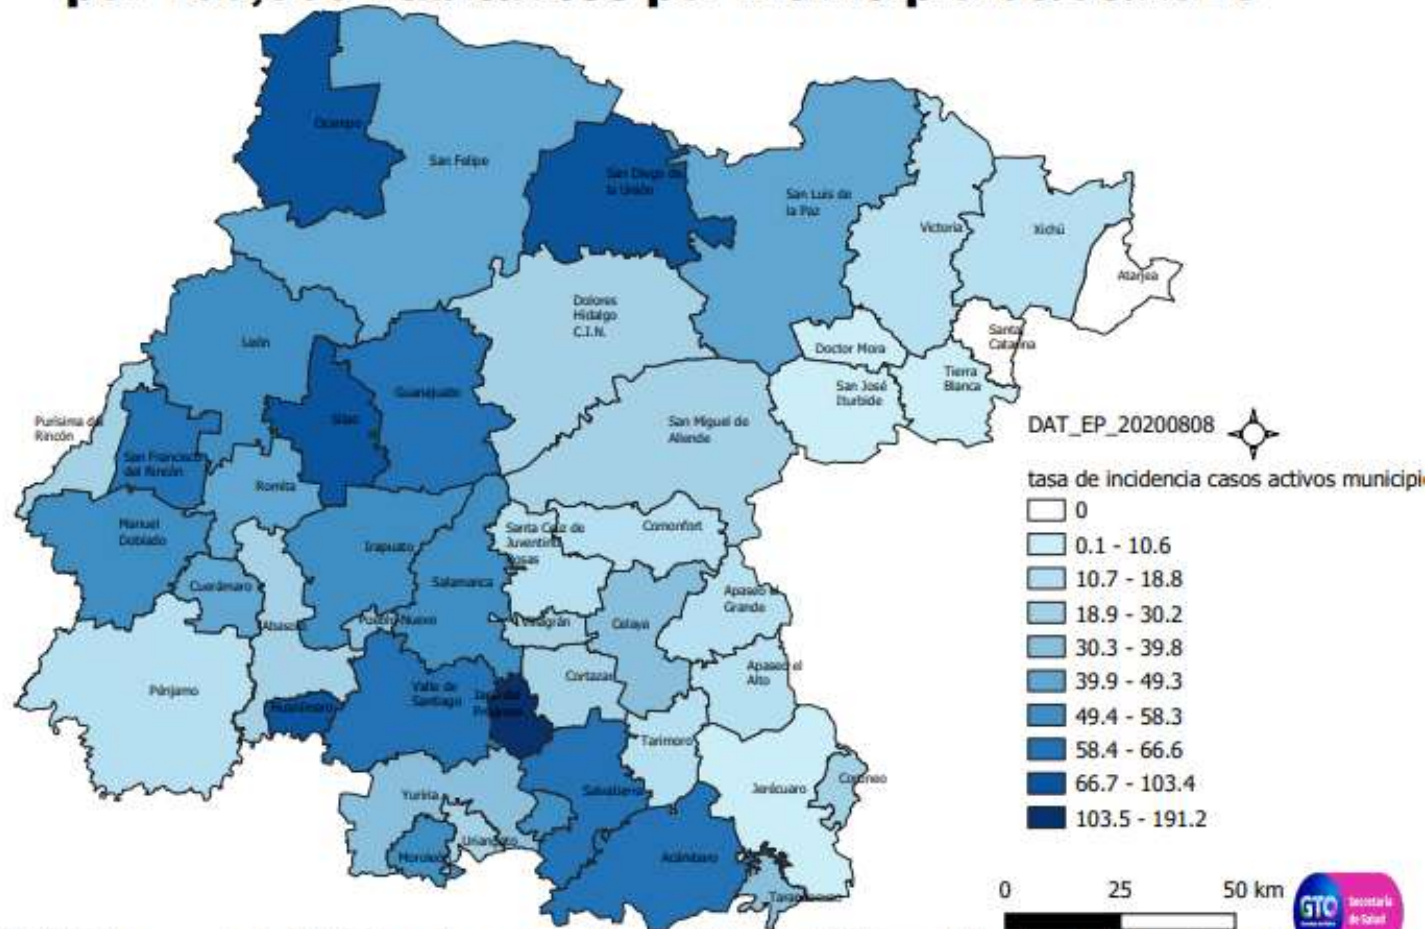 Ocampo
San Felipe
San Diego de
la Unión
San Luis de
la Paz
Victoria
Xichú
Atarjea
Dolores
Hidalgo
C.I.N.
León
Santa
Catarina
Doctor Mora
Tierra
Blanca
San José
Iturbide
Guanajuato
Silao
Purísima del
Rincón
San Miguel de
Allende
San Francisco
del Rincón
Romita
DAT_EP_20200808
tasa de incidencia casos activos municipi
0
0.1 - 10.6
10.7 - 18.8
18.9 - 30.2
30.3 - 39.8
39.9 - 49.3
49.4 - 58.3
58.4 - 66.6
66.7 - 103.4
103.5 - 191.2
Manuel
Doblado
Irapuato
Santa Cruz de
Juventino
Rosas
Comonfort
Cuerámaro
Salamanca
Apaseo el
Grande
Abasolo
Pueblo Nuevo
Villagrán
Celaya
Pénjamo
Cortazar
Apaseo el
Alto
Huanímaro
Valle de
Santiago
Jaral del
Progreso
Tarimoro
Yuriria
Salvatierra
Jerécuaro
Coroneo
Uriangato
Moroleón
Acámbaro
Tarandacuao
0 25 50 km
GTO
Secretaría
de Salud